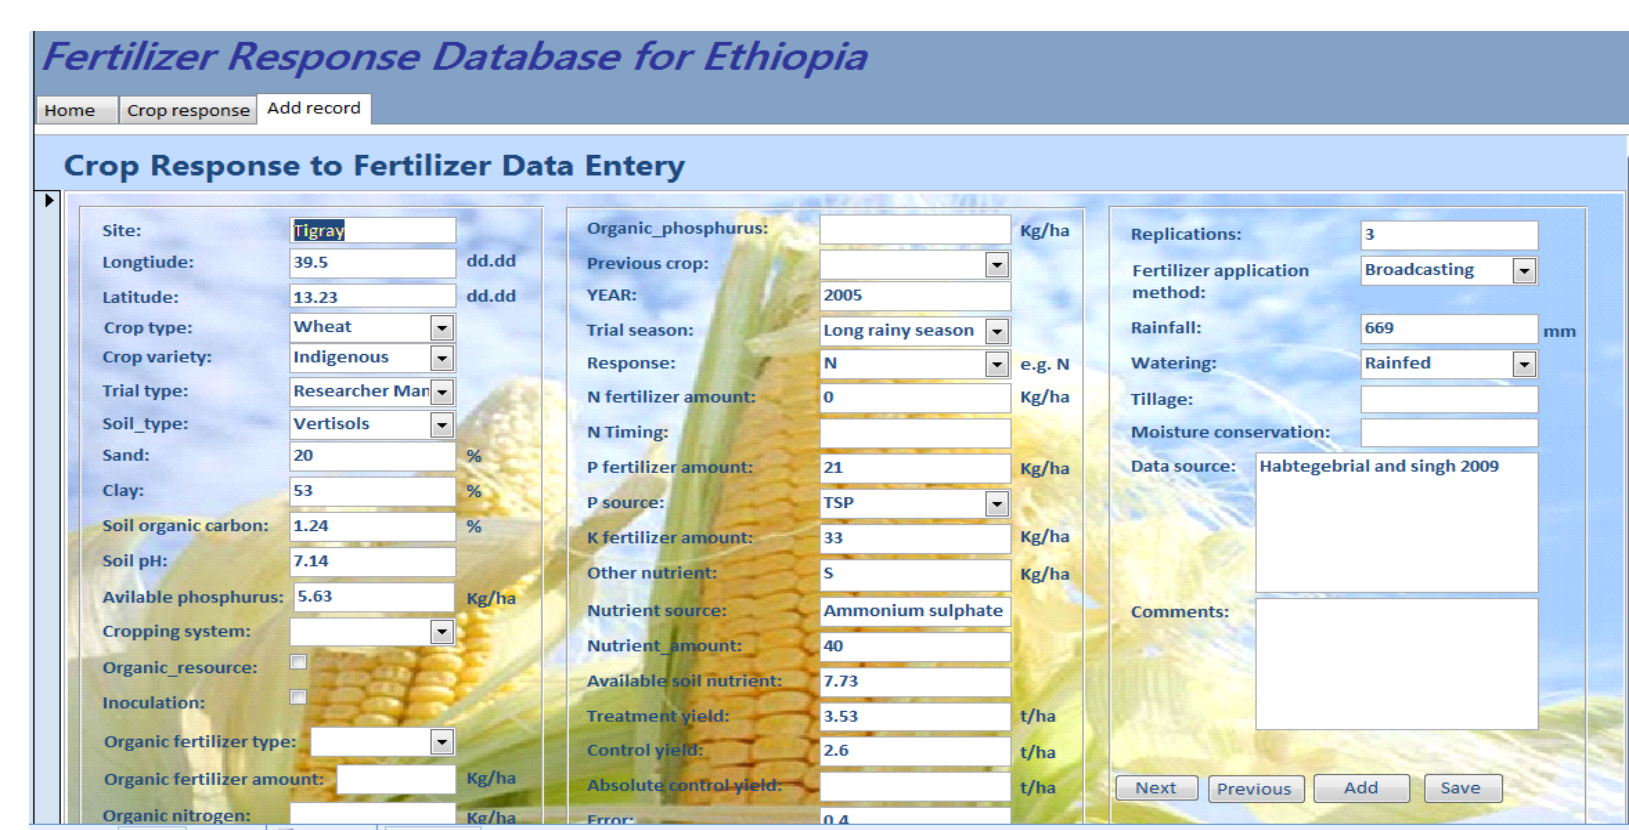 Fertilizer Response Database for Ethiopia
Home Crop response Add record
Crop Response to Fertilizer Data Entery
Site: Tigray
Longtiude: 39.5 dd.dd
Latitude: 13.23 dd.dd
Crop type: Wheat
Crop variety: Indigenous
Trial type: Researcher Man
Soil_type: Vertisols
Sand: 20 %
Clay: 53 %
Soil organic carbon: 1.24 %
Soil pH: 7.14
Avilable phosphurus: 5.63 Kg/ha
Cropping system:
Organic_resource:
Inoculation:
Organic fertilizer type:
Organic fertilizer amount: Kg/ha
Organic nitrogen: Kg/ha
Organic_phosphurus: Kg/ha
Previous crop:
YEAR: 2005
Trial season: Long rainy season
Response: N e.g. N
N fertilizer amount: 0 Kg/ha
N Timing:
P fertilizer amount: 21 Kg/ha
P source: TSP
K fertilizer amount: 33 Kg/ha
Other nutrient: S Kg/ha
Nutrient source: Ammonium sulphate
Nutrient_amount: 40
Available soil nutrient: 7.73
Treatment yield: 3.53 t/ha
Control yield: 2.6 t/ha
Absolute control yield: t/ha
Error: 0.4
Replications: 3
Fertilizer application Broadcasting
method:
Rainfall: 669 mm
Watering: Rainfed
Tillage:
Moisture conservation:
Data source: Habtegebrial and singh 2009
Comments:
Next Previous Add Save